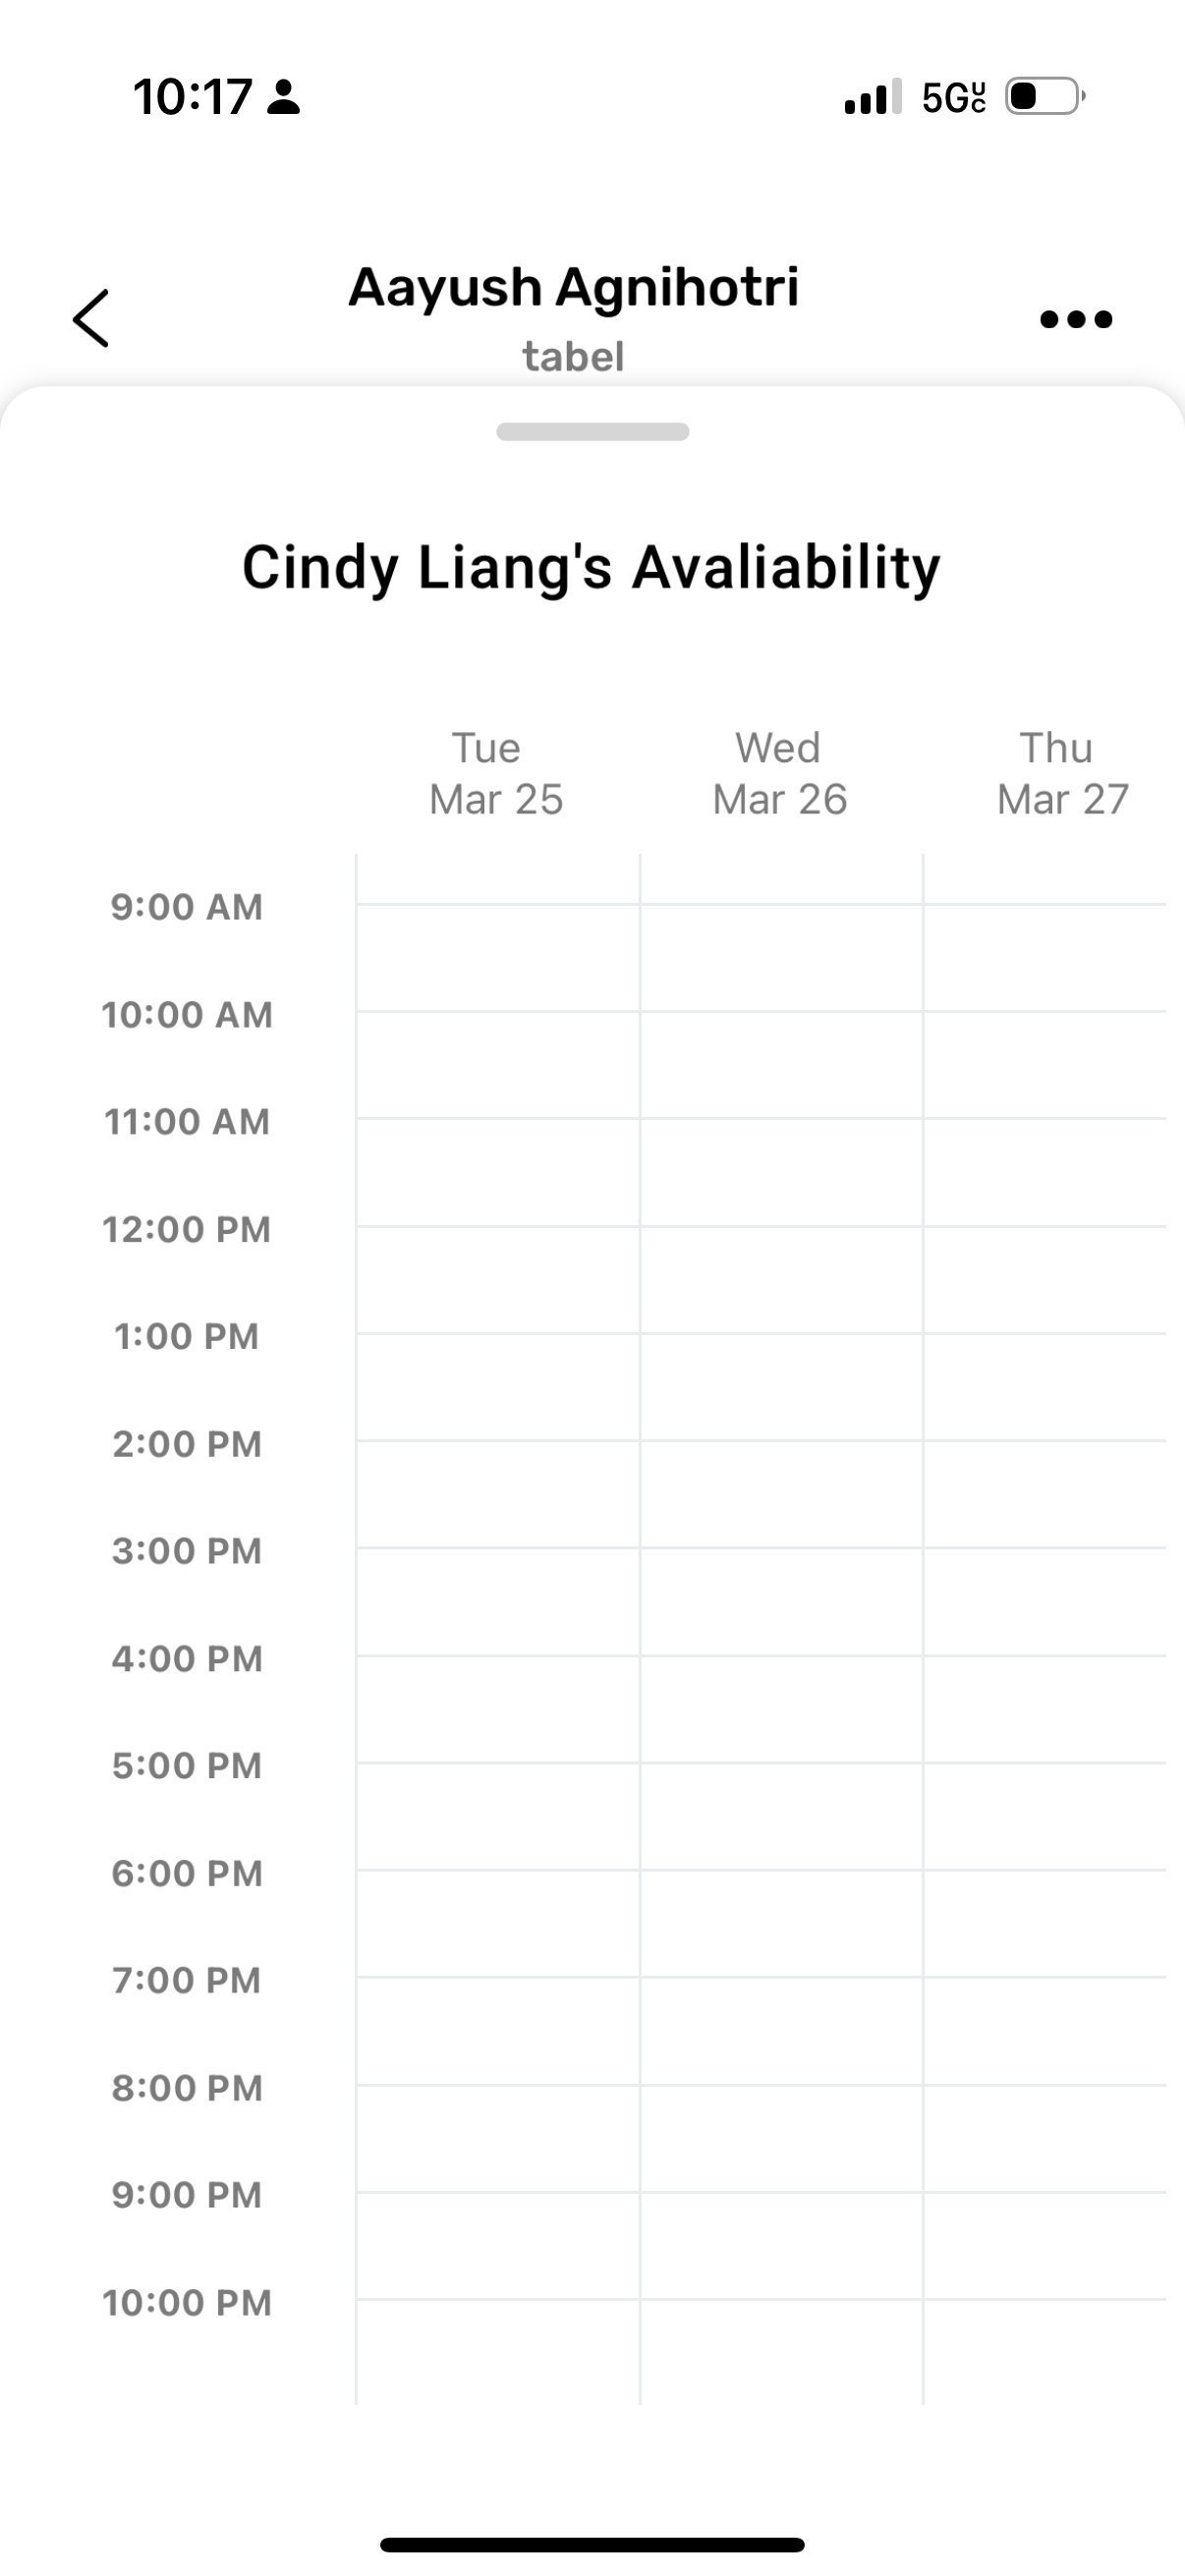 10:17
5G UC
Aayush Agnihotri
tabel
Cindy Liang's Avaliability
Tue Wed Thu
Mar 25 Mar 26 Mar 27
9:00 AM
10:00 AM
11:00 AM
12:00 PM
1:00 PM
2:00 PM
3:00 PM
4:00 PM
5:00 PM
6:00 PM
7:00 PM
8:00 PM
9:00 PM
10:00 PM